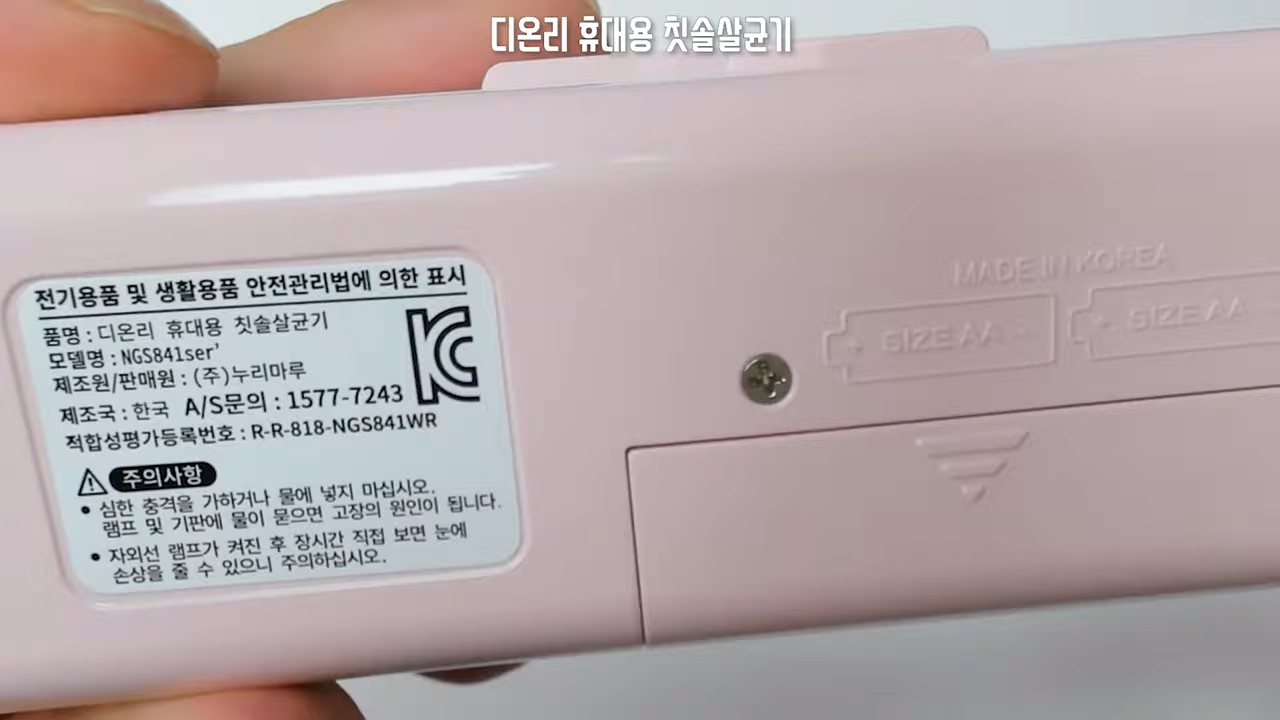 디온리 휴대용 칫솔살균기
전기용품 및 생활용품 안전관리법에 의한 표시
품명 : 디온리 휴대용 칫솔살균기
모델명 : NGS841ser’
제조원/판매원 : (주)누리마루
제조국 : 한국 A/S문의 : 1577-7243
적합성평가등록번호 : R-R-818-NGS841WR
주의사항
• 심한 충격을 가하거나 물에 넣지 마십시오.
램프 및 기판에 물이 묻으면 고장의 원인이 됩니다.
• 자외선 램프가 켜진 후 장시간 직접 보면 눈에
손상을 줄 수 있으니 주의하십시오.
MADE IN KOREA
+ SIZE AA -
+ SIZE AA -